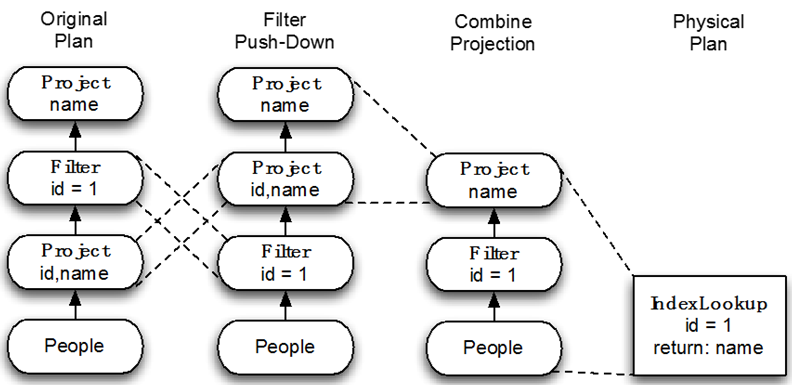 Original
Plan
Filter
Push-Down
Combine
Projection
Physical
Plan
Project
name
Filter
id = 1
Project
id,name
People
Project
name
Project
id,name
Filter
id = 1
People
Project
name
Filter
id = 1
People
IndexLookup
id = 1
return: name